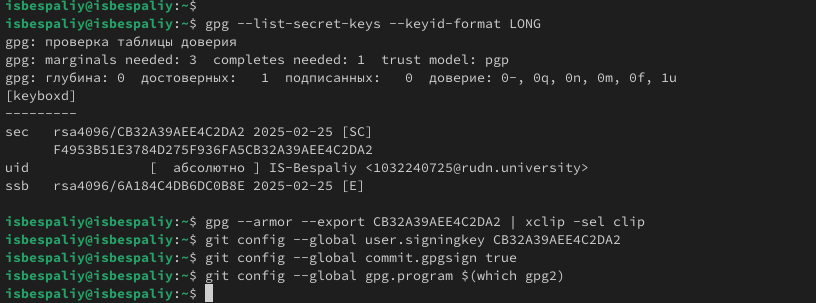 isbespaliy@isbespaliy:~$
isbespaliy@isbespaliy:~$ gpg --list-secret-keys --keyid-format LONG
gpg: проверка таблицы доверия
gpg: marginals needed: 3  completes needed: 1  trust model: pgp
gpg: глубина: 0  достоверных:   1  подписанных:   0  доверие: 0-, 0q, 0n, 0m, 0f, 1u
[keyboxd]
---------
sec   rsa4096/CB32A39AEE4C2DA2 2025-02-25 [SC]
      F4953B51E3784D275F936FA5CB32A39AEE4C2DA2
uid              [  абсолютно ] IS-Bespaliy <1032240725@rudn.university>
ssb   rsa4096/6A184C4DB6DC0B8E 2025-02-25 [E]
isbespaliy@isbespaliy:~$ gpg --armor --export CB32A39AEE4C2DA2 | xclip -sel clip
isbespaliy@isbespaliy:~$ git config --global user.signingkey CB32A39AEE4C2DA2
isbespaliy@isbespaliy:~$ git config --global commit.gpgsign true
isbespaliy@isbespaliy:~$ git config --global gpg.program $(which gpg2)
isbespaliy@isbespaliy:~$